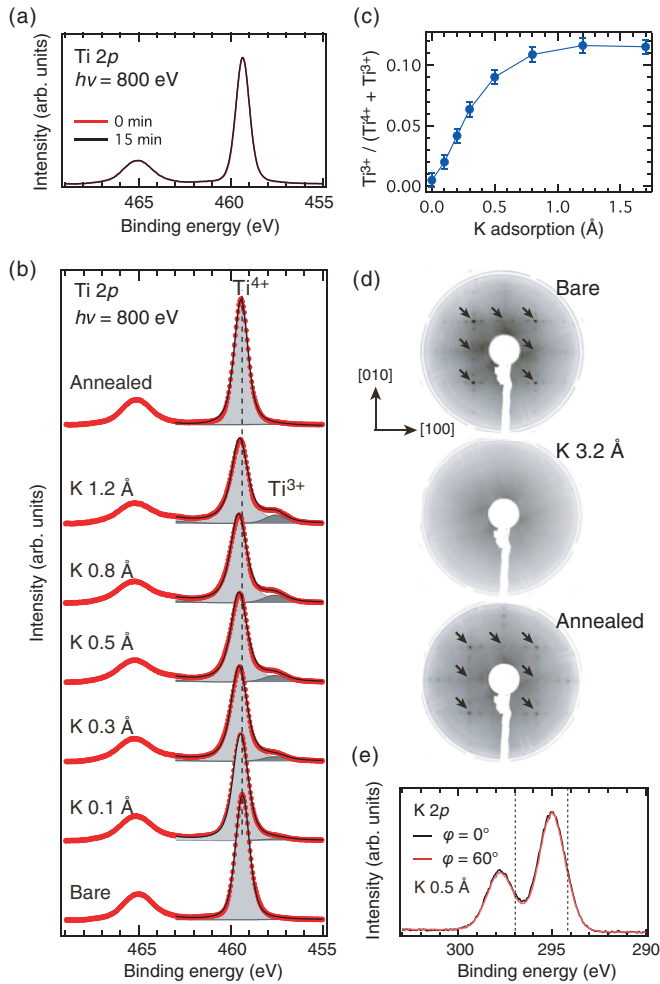 (a)
Ti 2p
hν = 800 eV
0 min
15 min
Intensity (arb. units)
465
460
455
Binding energy (eV)
(c)
Ti³⁺ / (Ti⁴⁺ + Ti³⁺)
0.10
0.05
0.00
0.0
0.5
1.0
1.5
K adsorption (Å)
(b)
Ti 2p
hν = 800 eV
Ti⁴⁺
Annealed
K 1.2 Å
Ti³⁺
K 0.8 Å
K 0.5 Å
K 0.3 Å
K 0.1 Å
Bare
Intensity (arb. units)
465
460
455
Binding energy (eV)
(d)
Bare
[010]
[100]
K 3.2 Å
Annealed
(e)
K 2p
φ = 0°
φ = 60°
K 0.5 Å
Intensity (arb. units)
300
295
290
Binding energy (eV)